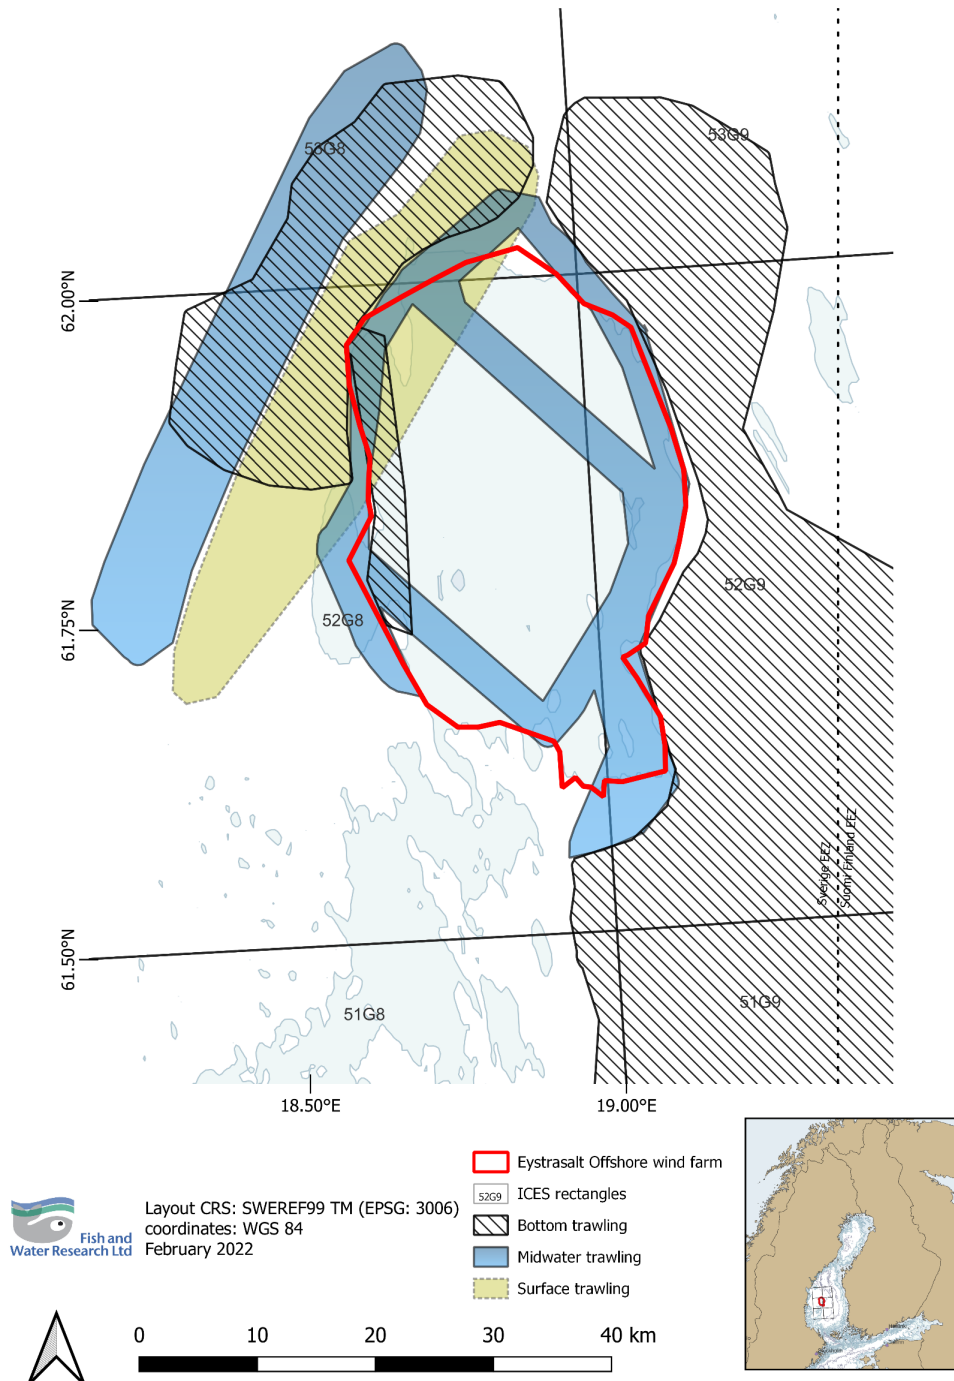 53G8
53G9
62.00°N
52G9
52G8
61.75°N
Sverige EEZ
Suomi Finland EEZ
61.50°N
51G9
51G8
18.50°E
19.00°E
Eystrasalt Offshore wind farm
52G9
ICES rectangles
Bottom trawling
Midwater trawling
Surface trawling
Fish and
Water Research Ltd
Layout CRS: SWEREF99 TM (EPSG: 3006)
coordinates: WGS 84
February 2022
0 10 20 30 40 km